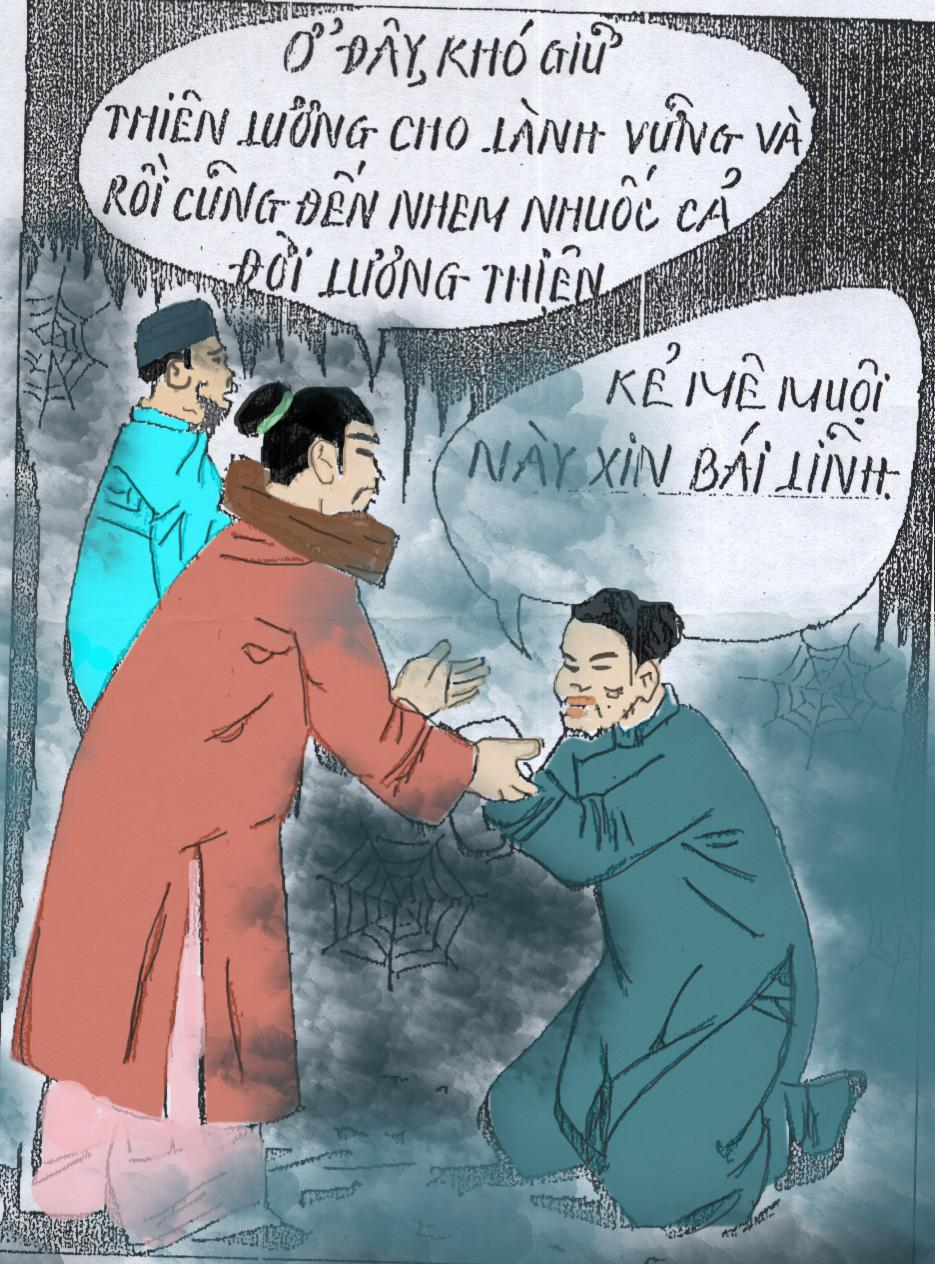 Ở ĐÂY, KHÓ GIỮ
THIÊN LƯƠNG CHO LÀNH VỮNG VÀ
RỒI CŨNG ĐẾN NHEM NHUỐC CẢ
ĐỜI LƯƠNG THIỆN
KẺ MÊ MUỘI
NÀY XIN BÁI LĨNH.